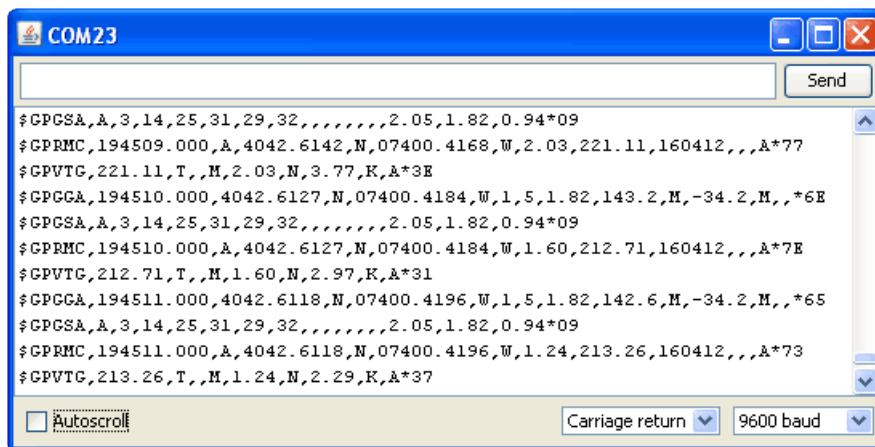 COM23
Send
$GPGSA,A,3,14,25,31,29,32,,,,,,,,2.05,1.82,0.94*09
$GPRMC,194509.000,A,4042.6142,N,07400.4168,W,2.03,221.11,160412,,,A*77
$GPVTG,221.11,T,,M,2.03,N,3.77,K,A*3E
$GPGGA,194510.000,4042.6127,N,07400.4184,W,1,5,1.82,143.2,M,-34.2,M,,*6E
$GPGSA,A,3,14,25,31,29,32,,,,,,,,2.05,1.82,0.94*09
$GPRMC,194510.000,A,4042.6127,N,07400.4184,W,1.60,212.71,160412,,,A*7E
$GPVTG,212.71,T,,M,1.60,N,2.97,K,A*31
$GPGGA,194511.000,4042.6118,N,07400.4196,W,1,5,1.82,142.6,M,-34.2,M,,*65
$GPGSA,A,3,14,25,31,29,32,,,,,,,,2.05,1.82,0.94*09
$GPRMC,194511.000,A,4042.6118,N,07400.4196,W,1.24,213.26,160412,,,A*73
$GPVTG,213.26,T,,M,1.24,N,2.29,K,A*37
Autoscroll Carriage return 9600 baud